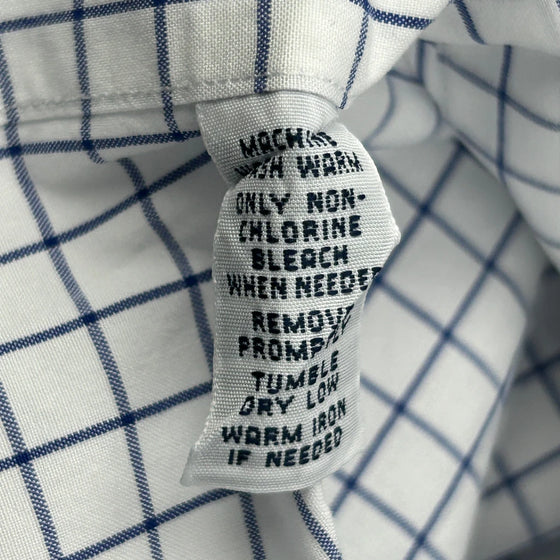 MACHINE
WASH WARM
ONLY NON-
CHLORINE
BLEACH
WHEN NEEDED
REMOVE
PROMPTLY
TUMBLE
DRY LOW
WARM IRON
IF NEEDED